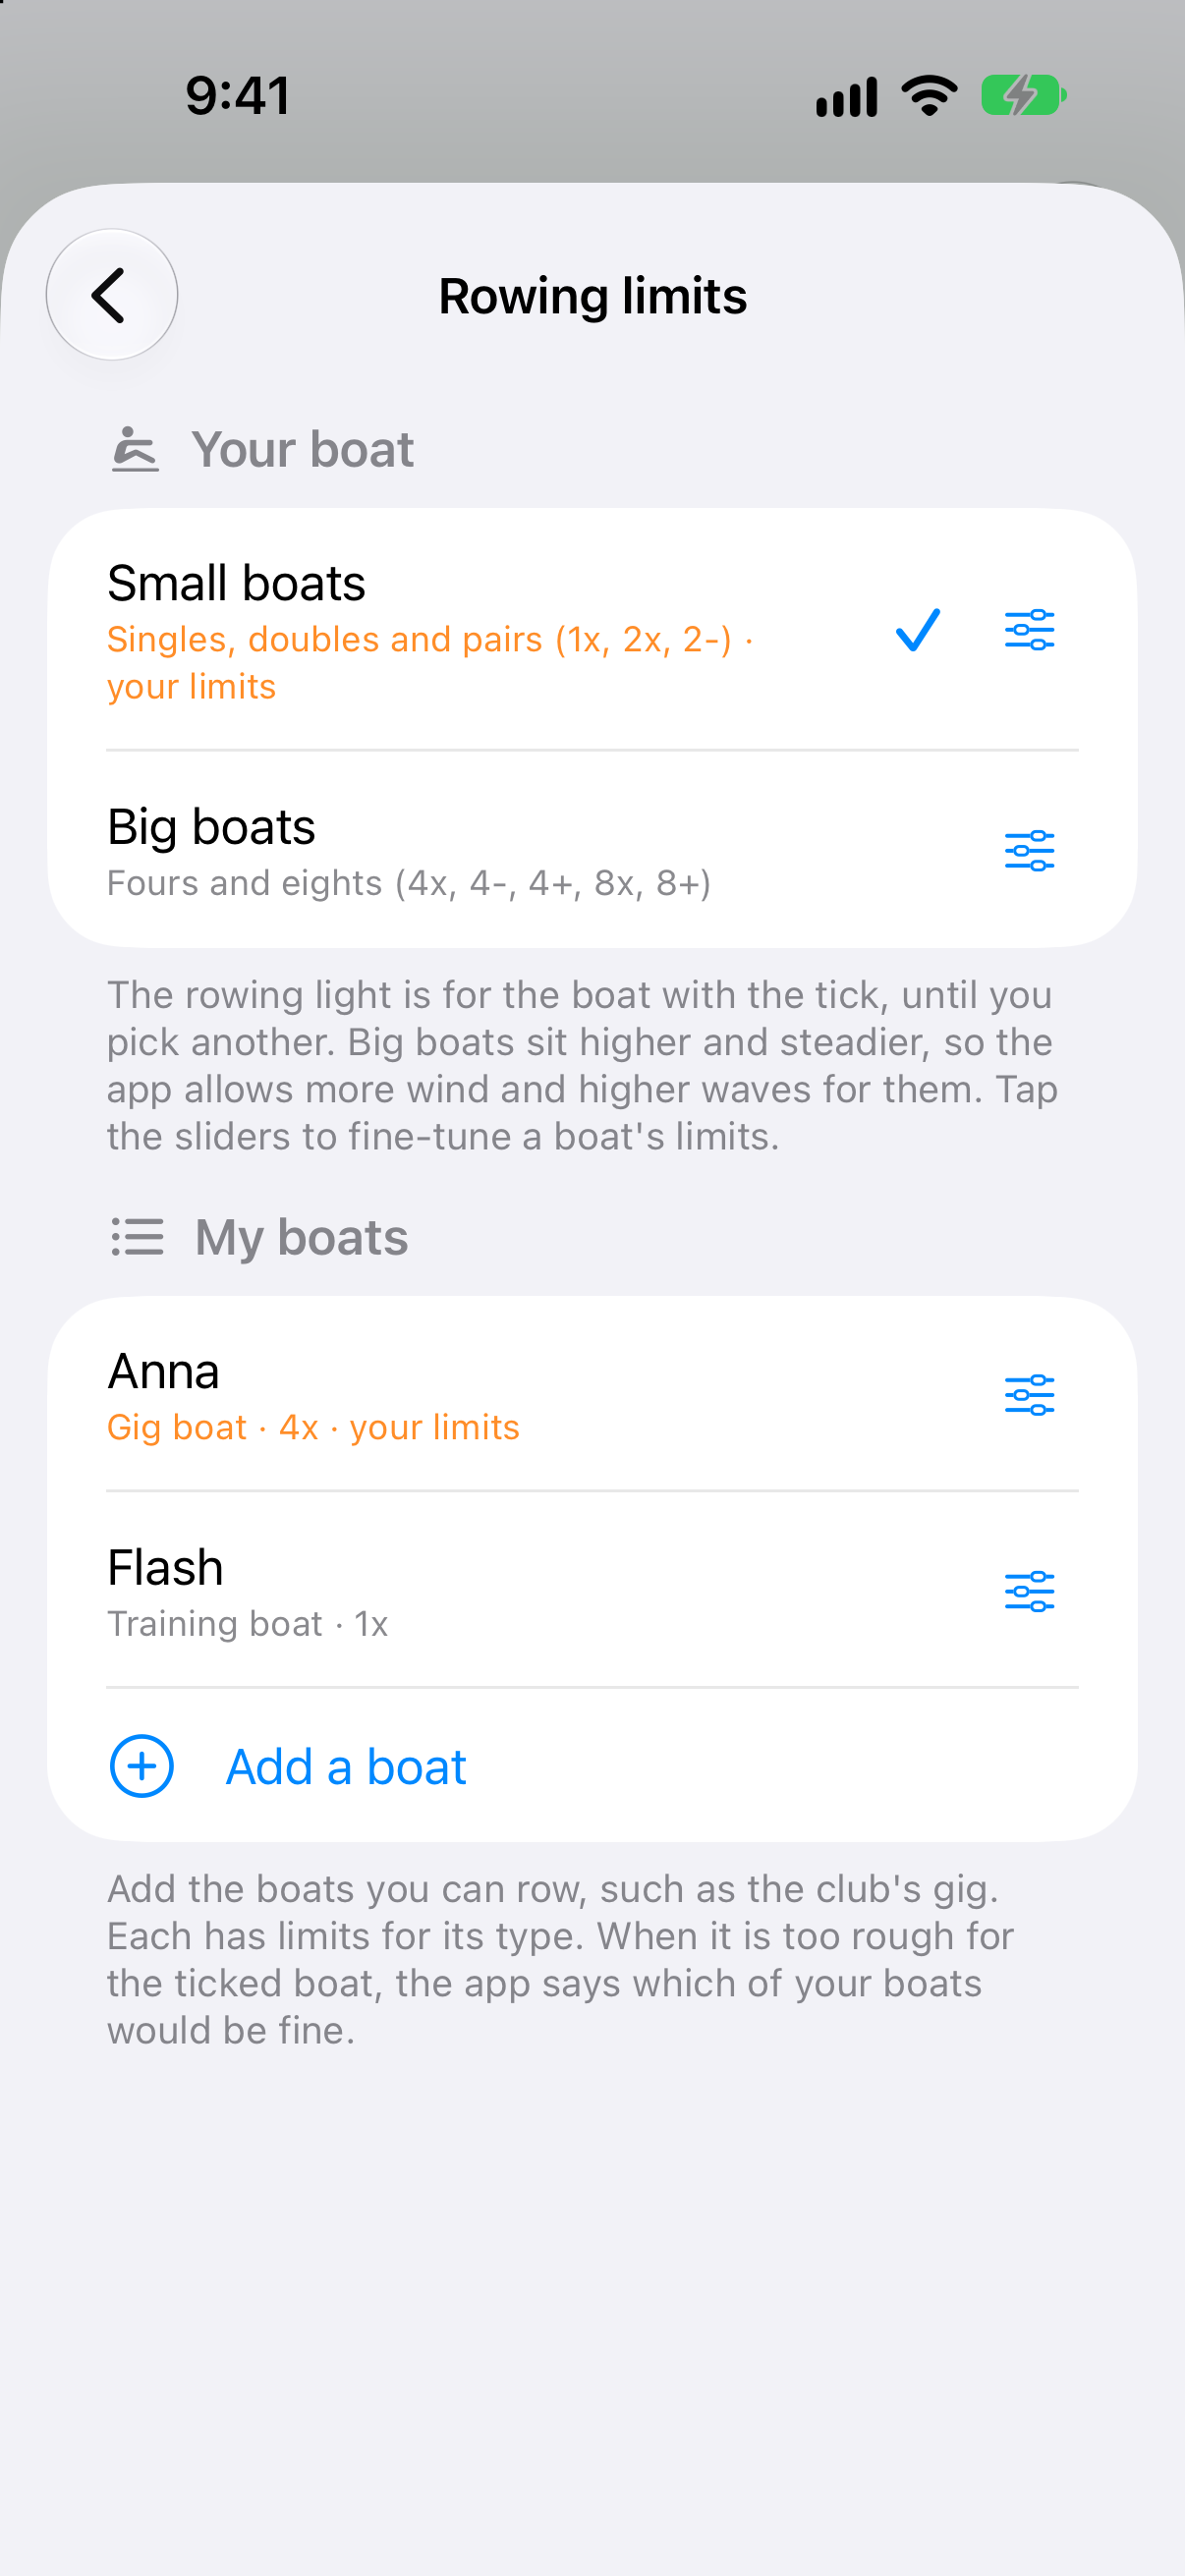 9:41
Rowing limits
Your boat
Small boats
Singles, doubles and pairs (1x, 2x, 2-) ·
your limits
Big boats
Fours and eights (4x, 4-, 4+, 8x, 8+)
The rowing light is for the boat with the tick, until you
pick another. Big boats sit higher and steadier, so the
app allows more wind and higher waves for them. Tap
the sliders to fine-tune a boat's limits.
My boats
Anna
Gig boat · 4x · your limits
Flash
Training boat · 1x
Add a boat
Add the boats you can row, such as the club's gig.
Each has limits for its type. When it is too rough for
the ticked boat, the app says which of your boats
would be fine.